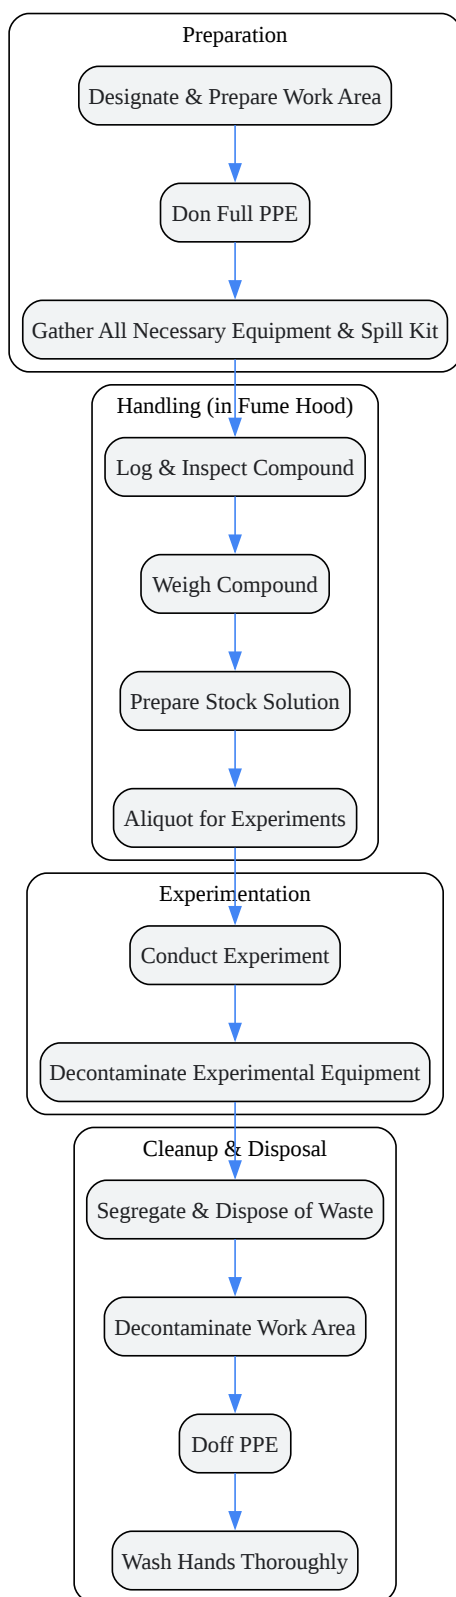 Preparation
Designate & Prepare Work Area
Don Full PPE
Gather All Necessary Equipment & Spill Kit
Handling (in Fume Hood)
Log & Inspect Compound
Weigh Compound
Prepare Stock Solution
Aliquot for Experiments
Experimentation
Conduct Experiment
Decontaminate Experimental Equipment
Cleanup & Disposal
Segregate & Dispose of Waste
Decontaminate Work Area
Doff PPE
Wash Hands Thoroughly